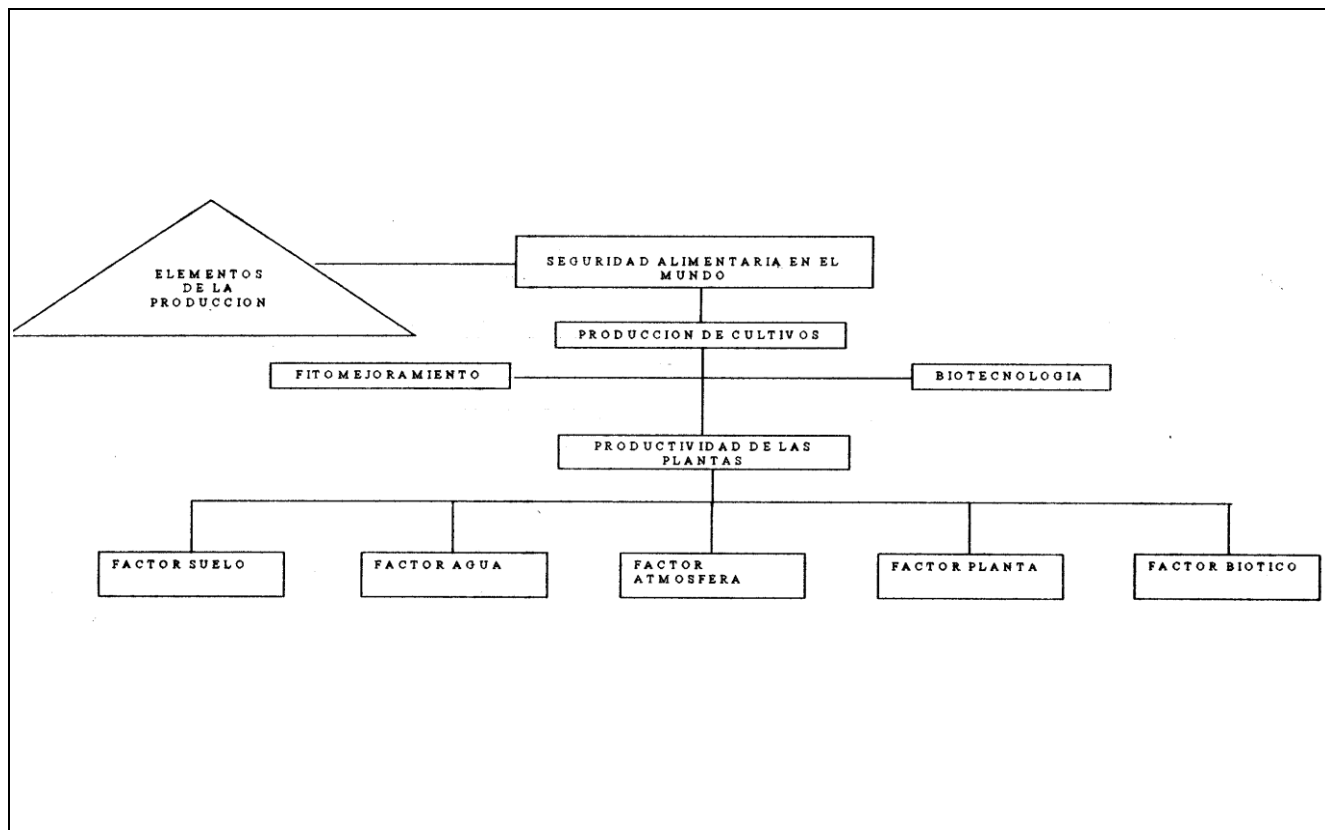 ELEMENTOS
DE LA
PRODUCCION
SEGURIDAD ALIMENTARIA EN EL
MUNDO
PRODUCCION DE CULTIVOS
FITOMEJORAMIENTO
BIOTECNOLOGIA
PRODUCTIVIDAD DE LAS
PLANTAS
FACTOR SUELO
FACTOR AGUA
FACTOR
ATMOSFERA
FACTOR PLANTA
FACTOR BIOTICO